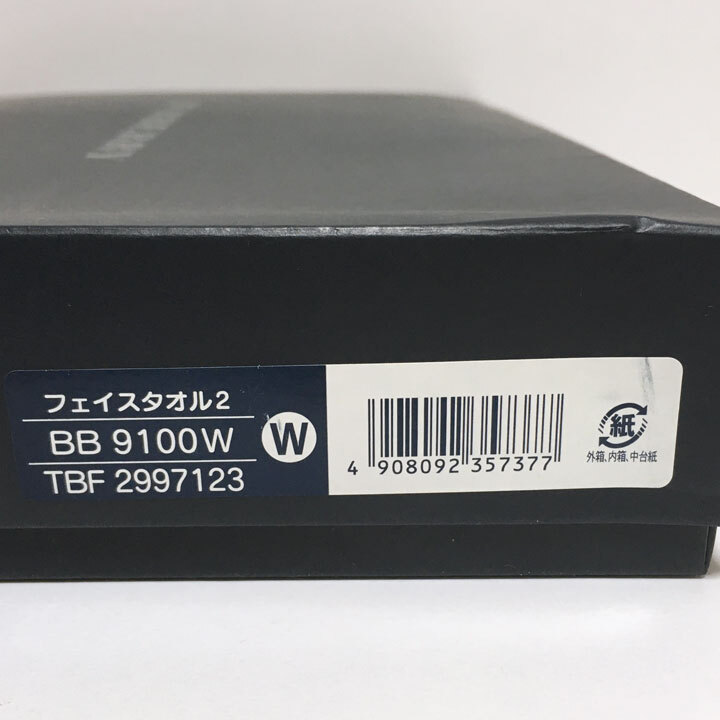 フェイスタオル2
BB 9100W
W
TBF 2997123
4 908092 357377
紙
外箱、内箱、中台紙